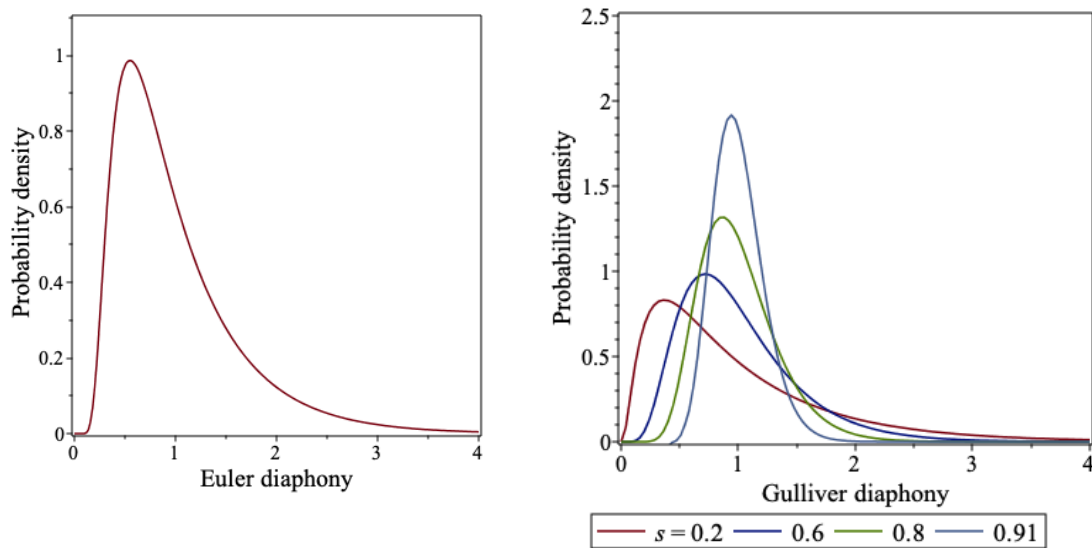 Probability density
1
0.8
0.6
0.4
0.2
0
0 1 2 3 4
Euler diaphony
Probability density
2.5
2
1.5
1
0.5
0
0 1 2 3 4
Gulliver diaphony
s = 0.2 0.6 0.8 0.91